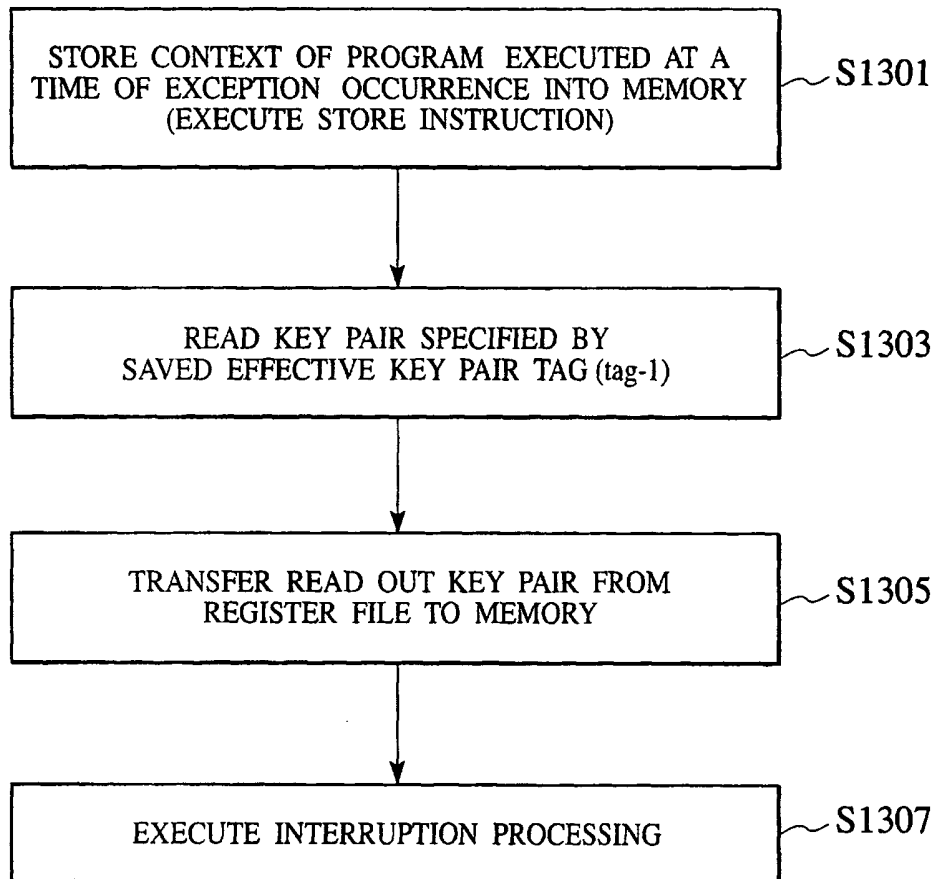 STORE CONTEXT OF PROGRAM EXECUTED AT A
TIME OF EXCEPTION OCCURRENCE INTO MEMORY
(EXECUTE STORE INSTRUCTION)
S1301
READ KEY PAIR SPECIFIED BY
SAVED EFFECTIVE KEY PAIR TAG (tag-1)
S1303
TRANSFER READ OUT KEY PAIR FROM
REGISTER FILE TO MEMORY
S1305
EXECUTE INTERRUPTION PROCESSING
S1307